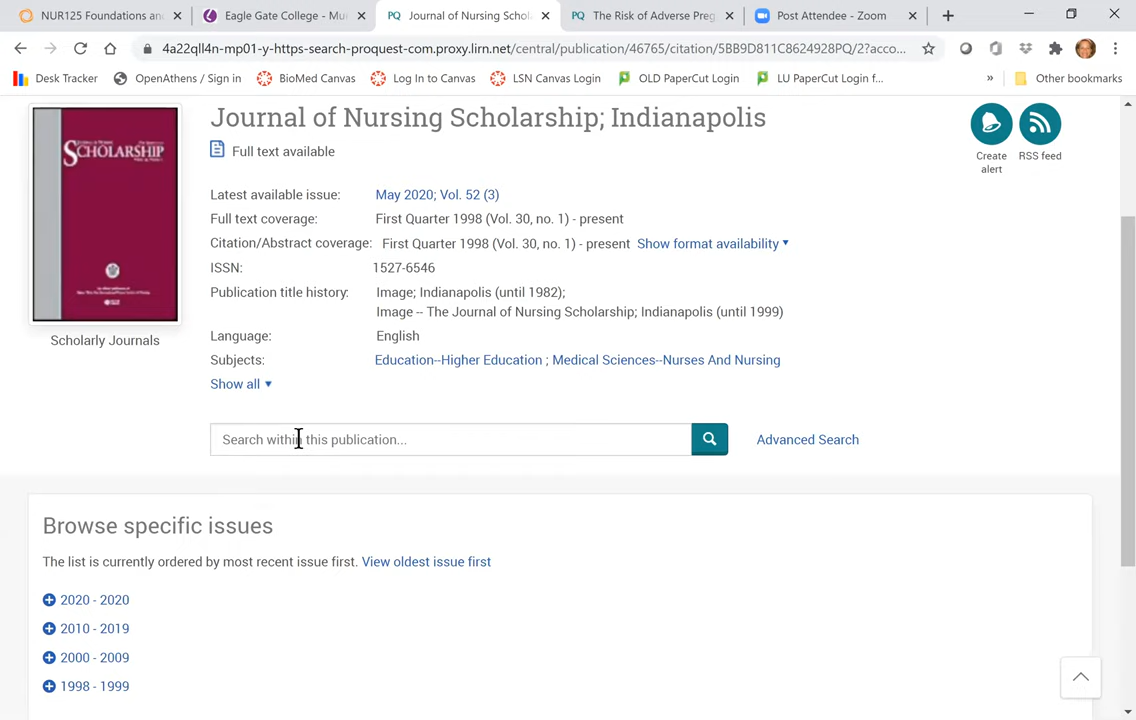 NUR125 Foundations an
Eagle Gate College - Mu
Journal of Nursing Schol
The Risk of Adverse Preg
Post Attendee - Zoom
4a22qll4n-mp01-y-https-search-proquest-com.proxy.lirn.net/central/publication/46765/citation/5BB9D811C8624928PQ/2?acco...
Desk Tracker
OpenAthens / Sign in
BioMed Canvas
Log In to Canvas
LSN Canvas Login
OLD PaperCut Login
LU PaperCut Login f...
»
Other bookmarks
SCHOLARSHIP
Scholarly Journals
Journal of Nursing Scholarship; Indianapolis
Full text available
Create alert
RSS feed
Latest available issue: May 2020; Vol. 52 (3)
Full text coverage: First Quarter 1998 (Vol. 30, no. 1) - present
Citation/Abstract coverage: First Quarter 1998 (Vol. 30, no. 1) - present Show format availability
ISSN: 1527-6546
Publication title history: Image; Indianapolis (until 1982);
Image -- The Journal of Nursing Scholarship; Indianapolis (until 1999)
Language: English
Subjects: Education--Higher Education ; Medical Sciences--Nurses And Nursing
Show all
Search within this publication...
Advanced Search
Browse specific issues
The list is currently ordered by most recent issue first. View oldest issue first
2020 - 2020
2010 - 2019
2000 - 2009
1998 - 1999